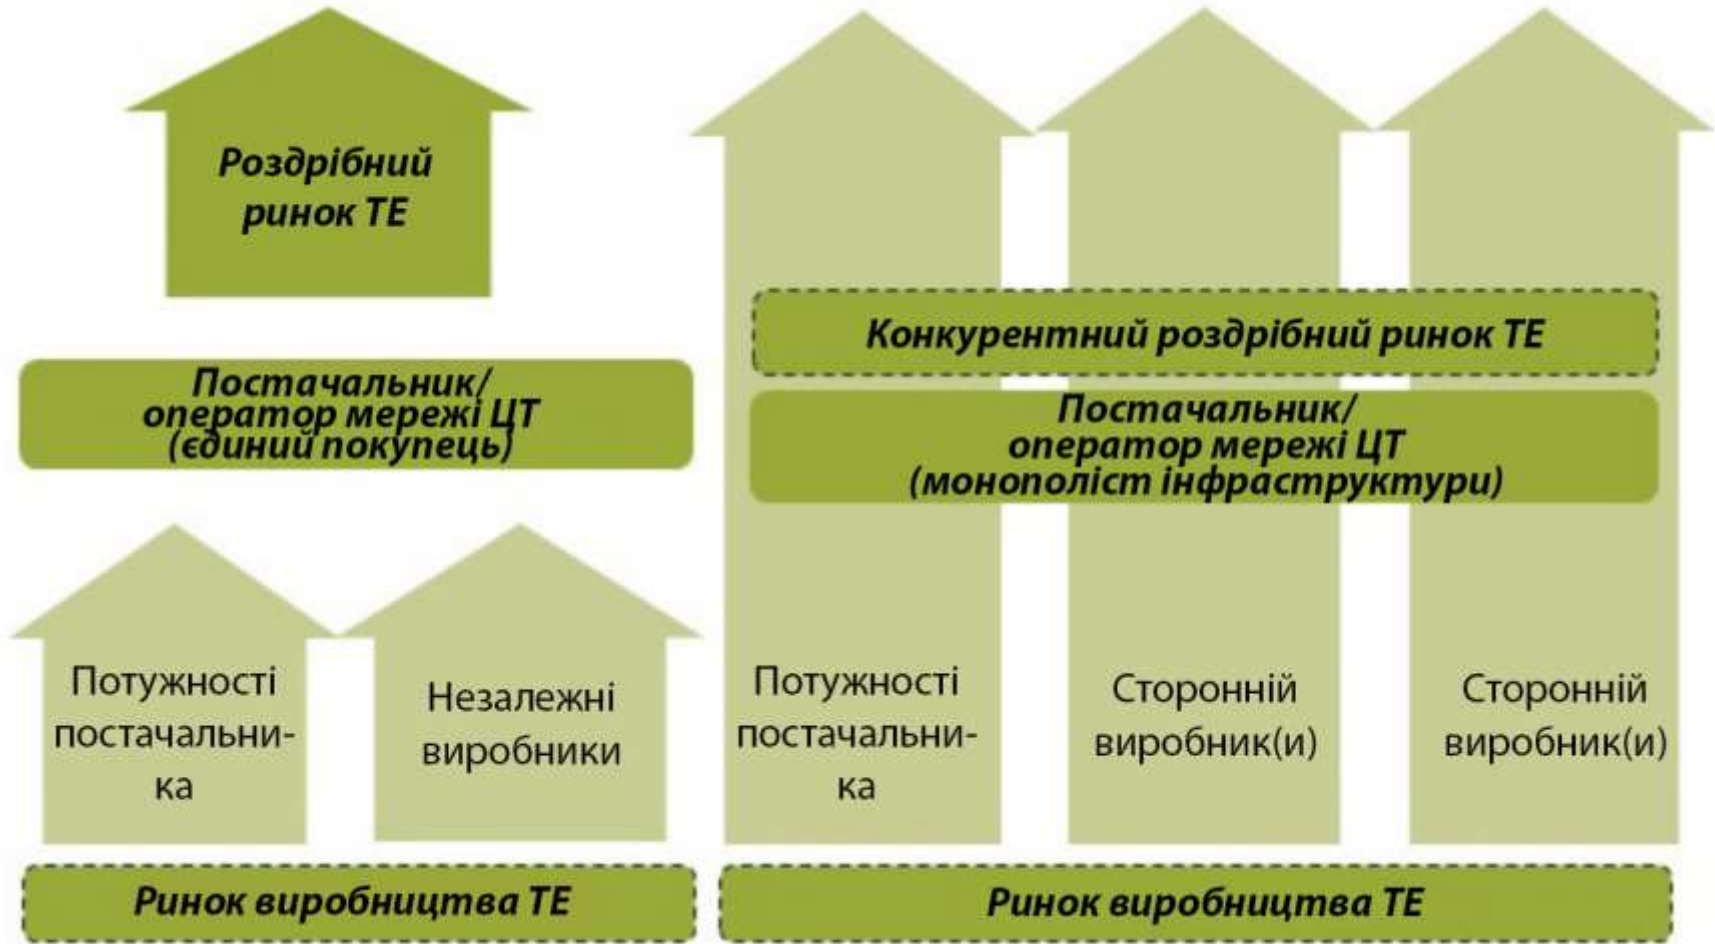 Роздрібний
ринок ТЕ
Постачальник/
оператор мережі ЦТ
(єдиний покупець)
Потужності
постачальни-
ка
Незалежні
виробники
Ринок виробництва ТЕ
Конкурентний роздрібний ринок ТЕ
Постачальник/
оператор мережі ЦТ
(монополіст інфраструктури)
Потужності
постачальни-
ка
Сторонній
виробник(и)
Сторонній
виробник(и)
Ринок виробництва ТЕ